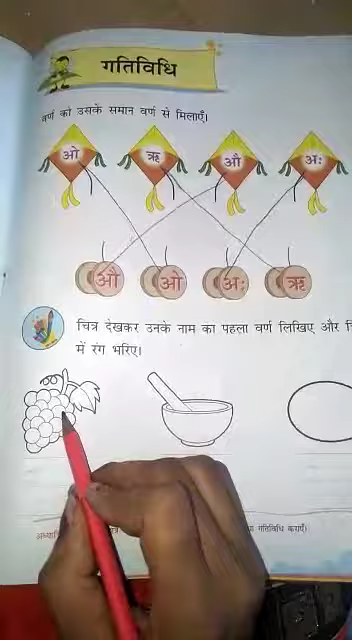 गतिविधि
वर्ण को उसके समान वर्ण से मिलाएँ।
ओ ऋ औ अः
औ ओ अः ऋ
चित्र देखकर उनके नाम का पहला वर्ण लिखिए और
में रंग भरिए।
गतिविधि कराएँ।